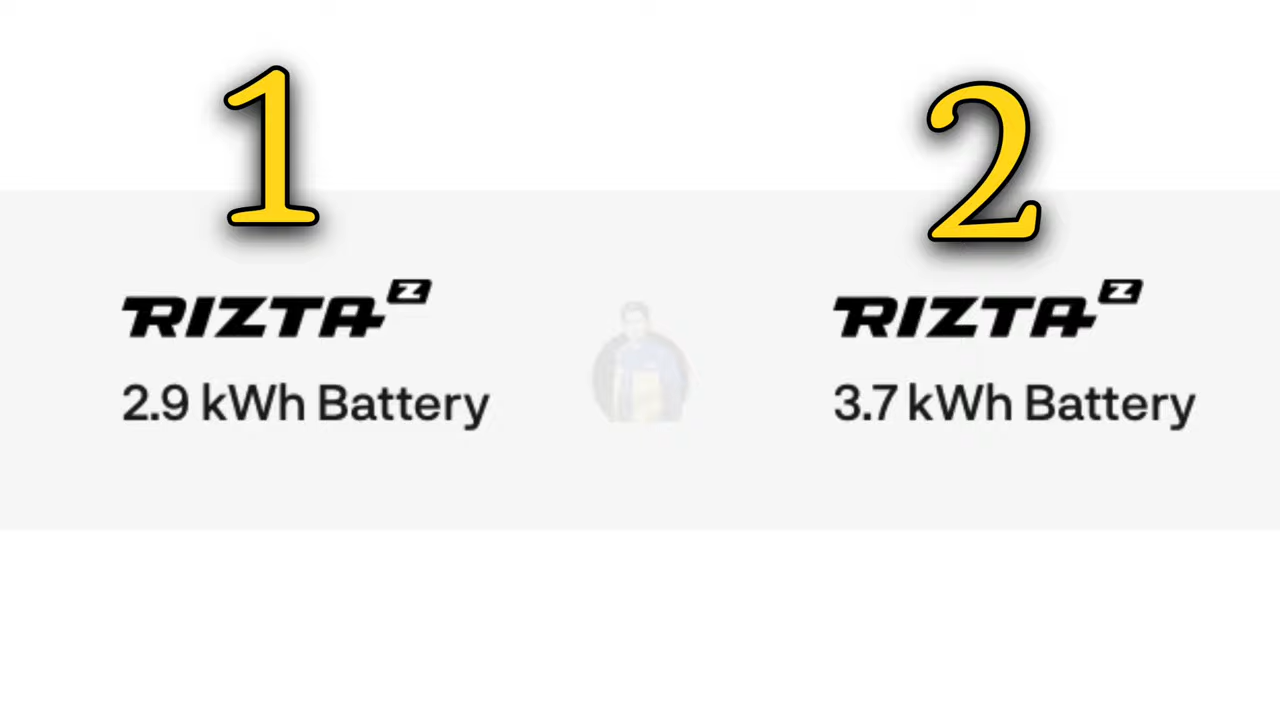 1
RIZTA Z
2.9 kWh Battery
2
RIZTA Z
3.7 kWh Battery